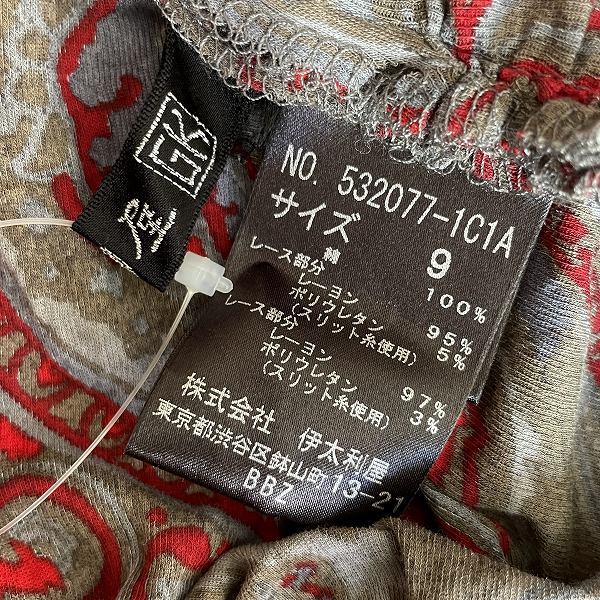 GK
屋
NO. 532077-1C1A
サイズ 9
綿 100%
レース部分
レーヨン 95%
ポリウレタン 5%
(スリット糸使用)
レース部分
レーヨン 97%
ポリウレタン 3%
(スリット糸使用)
株式会社 伊太利屋
東京都渋谷区鉢山町13-21
BBZ